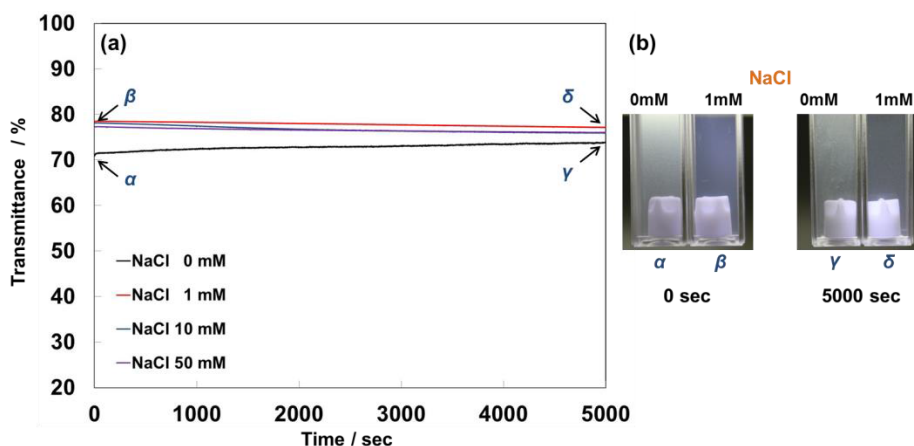 (a)
100
90
80
70
60
50
40
30
20
Transmittance / %
β
δ
α
γ
NaCl 0 mM
NaCl 1 mM
NaCl 10 mM
NaCl 50 mM
0 1000 2000 3000 4000 5000
Time / sec
(b)
NaCl
0mM 1mM 0mM 1mM
α β γ δ
0 sec 5000 sec